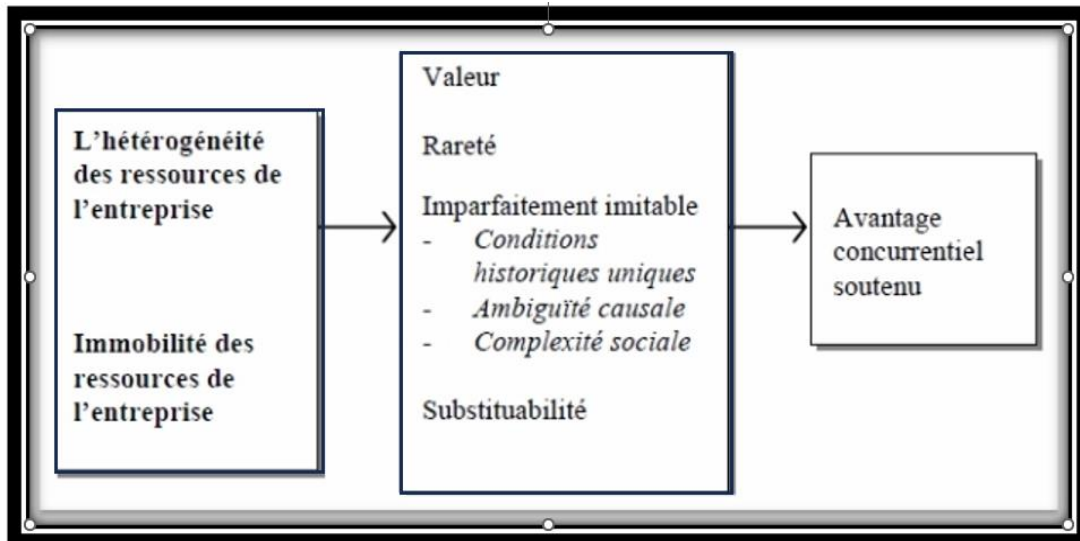 L’hétérogénéité
des ressources de
l’entreprise
Immobilité des
ressources de
l’entreprise
Valeur
Rareté
Imparfaitement imitable
- Conditions
historiques uniques
- Ambiguïté causale
- Complexité sociale
Substituabilité
Avantage
concurrentiel
soutenu